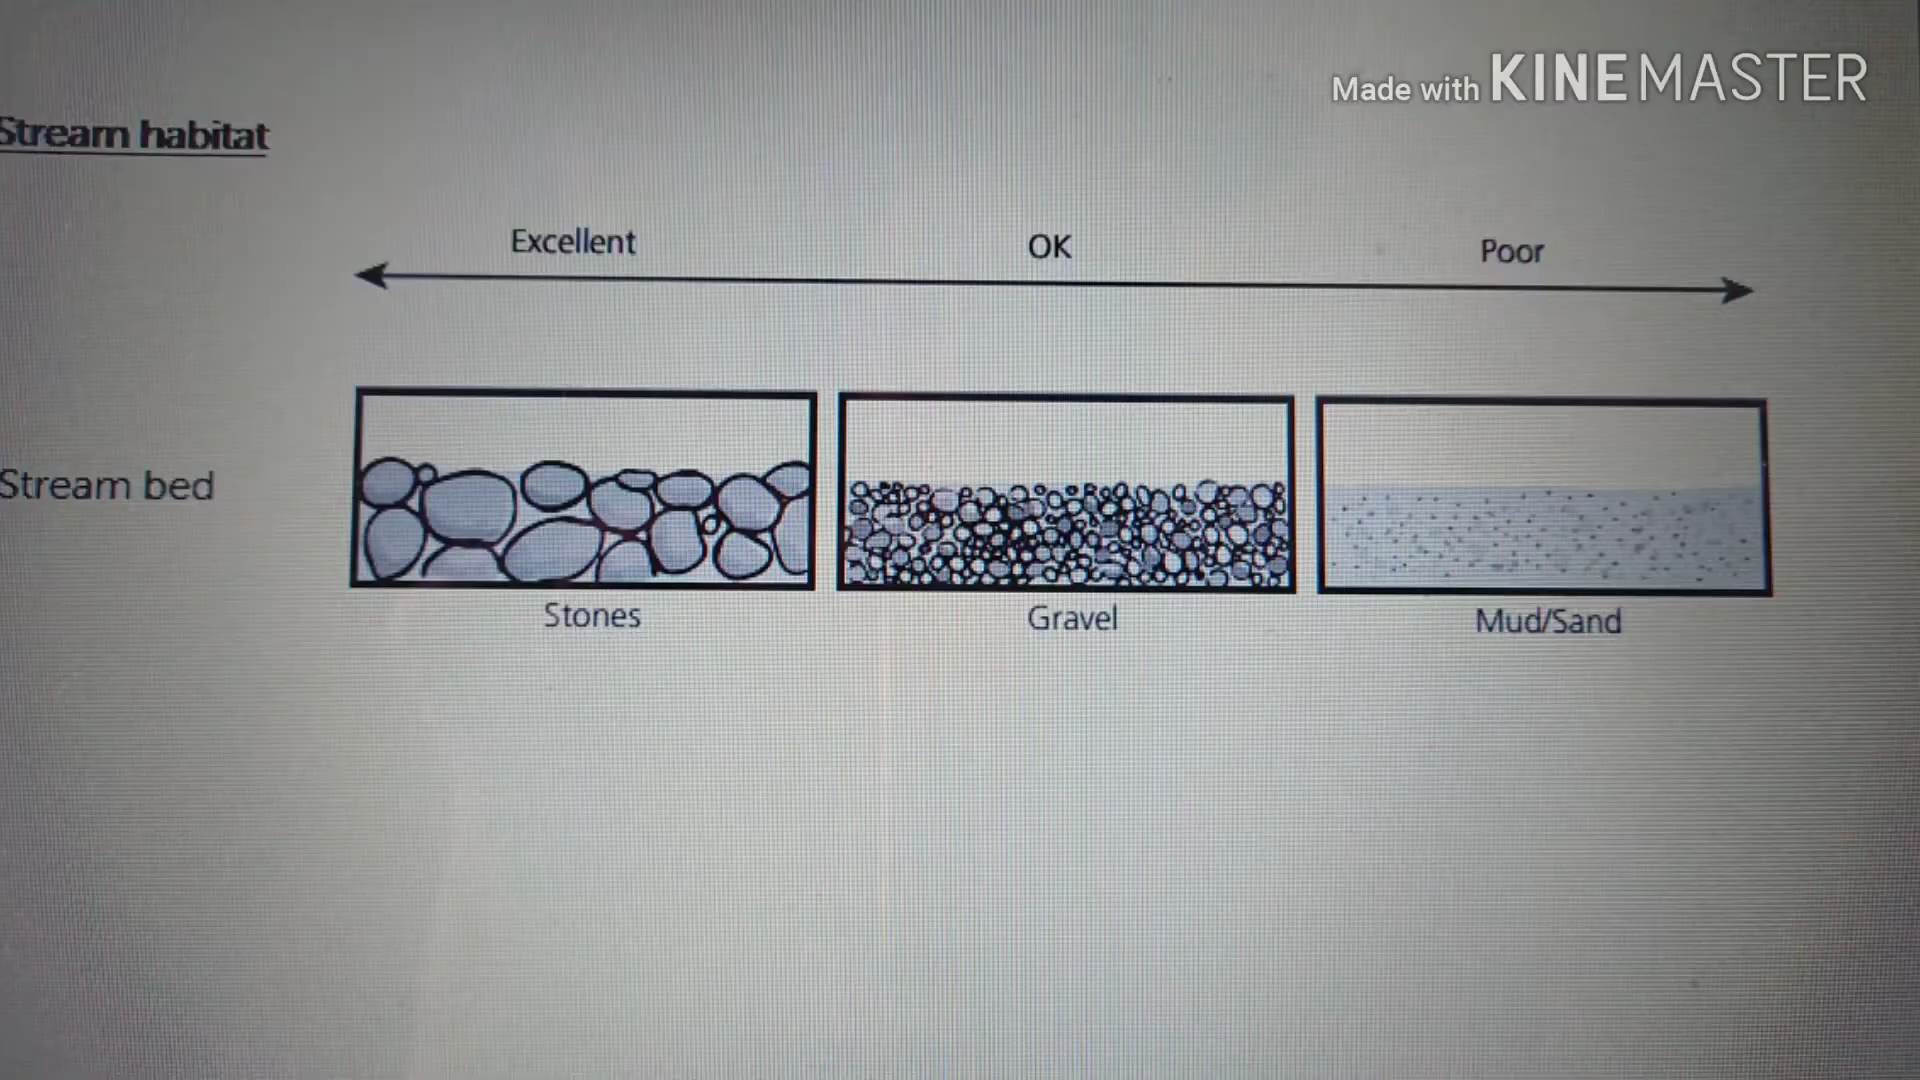 Made with KINEMASTER
Stream habitat
Excellent
OK
Poor
Stream bed
Stones
Gravel
Mud/Sand